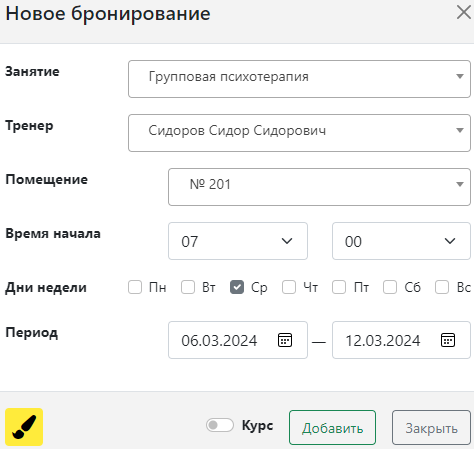 Новое бронирование
Занятие Групповая психотерапия
Тренер Сидоров Сидор Сидорович
Помещение № 201
Время начала 07 00
Дни недели Пн Вт Ср Чт Пт Сб Вс
Период 06.03.2024 — 12.03.2024
Курс Добавить Закрыть